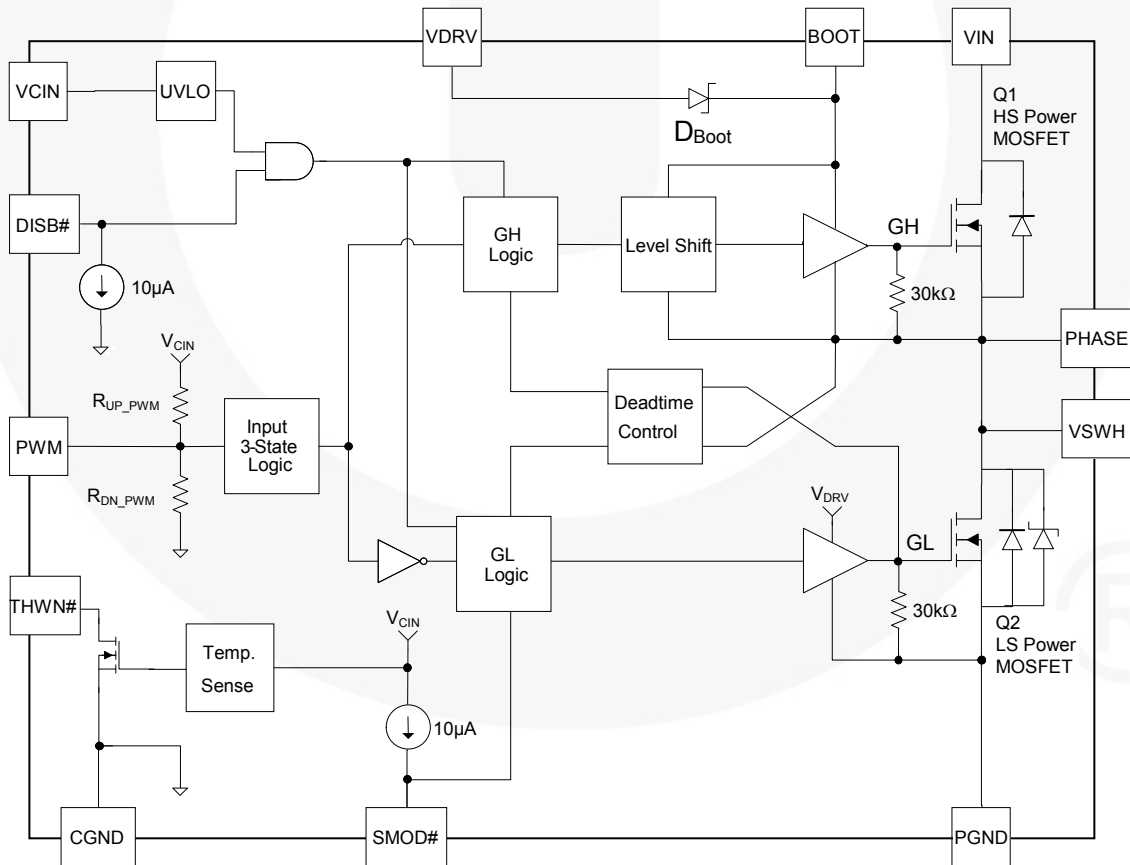 VDRV
BOOT
VIN
VCIN
UVLO
DBoot
Q1
HS Power
MOSFET
DISB#
10µA
GH
Logic
Level Shift
GH
30kΩ
PHASE
VCIN
RUP_PWM
PWM
Input
3-State
Logic
RDN_PWM
Deadtime
Control
VSWH
VDRV
GL
GL
Logic
30kΩ
Q2
LS Power
MOSFET
THWN#
Temp.
Sense
VCIN
10µA
CGND
SMOD#
PGND
R